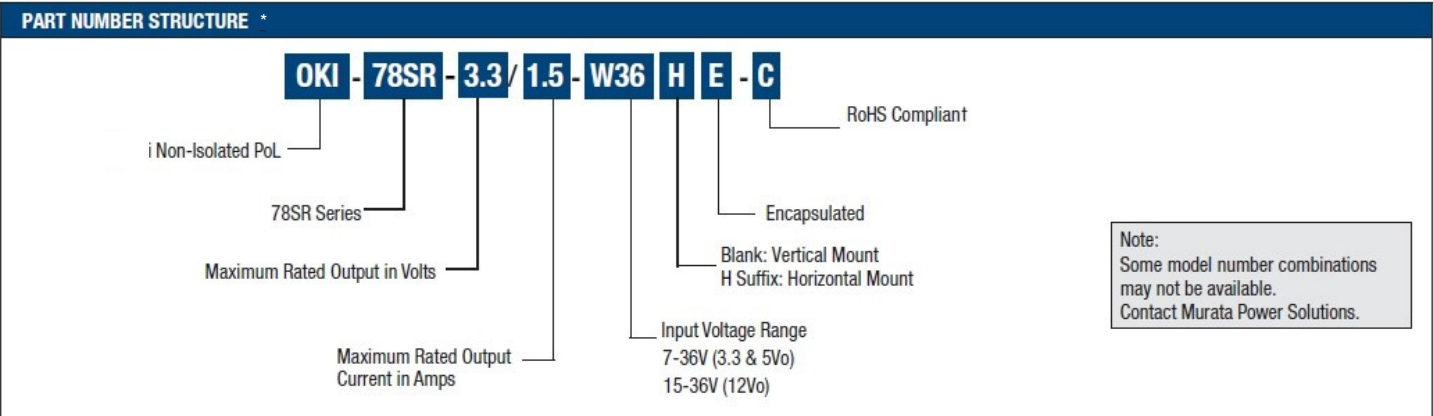 PART NUMBER STRUCTURE *
OKI - 78SR - 3.3 / 1.5 - W36 H E - C
RoHS Compliant
i Non-Isolated PoL
78SR Series
Encapsulated
Maximum Rated Output in Volts
Blank: Vertical Mount
H Suffix: Horizontal Mount
Note:
Some model number combinations
may not be available.
Contact Murata Power Solutions.
Maximum Rated Output
Current in Amps
Input Voltage Range
7-36V (3.3 & 5Vo)
15-36V (12Vo)